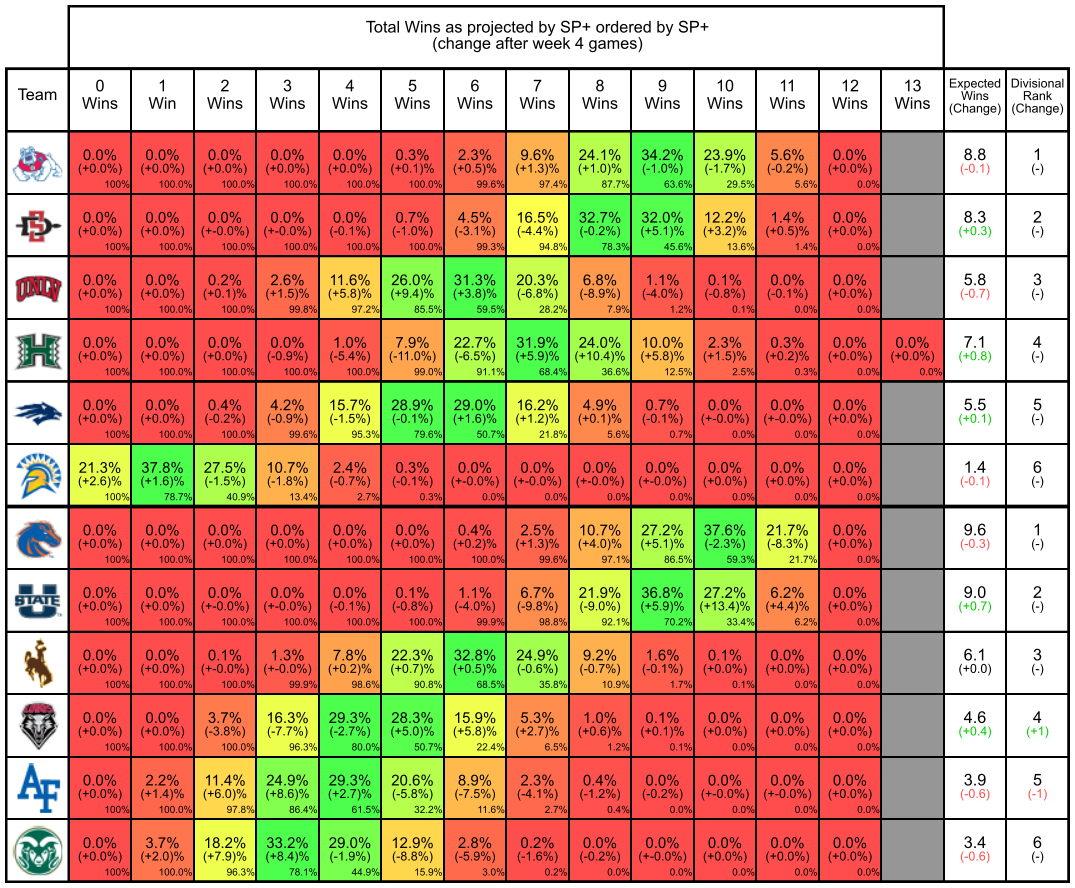 Total Wins as projected by SP+ ordered by SP+
(change after week 4 games)
Team 0 Wins 1 Win 2 Wins 3 Wins 4 Wins 5 Wins 6 Wins 7 Wins 8 Wins 9 Wins 10 Wins 11 Wins 12 Wins 13 Wins Expected Wins (Change) Divisional Rank (Change)
0.0% 0.0% 0.0% 0.0% 0.0% 0.3% 2.3% 9.6% 24.1% 34.2% 23.9% 5.6% 0.0% 8.8 1
(+0.0%) (+0.0%) (+0.0%) (+0.0%) (+0.0%) (+0.1)% (+0.5)% (+1.3)% (+1.0)% (-1.0)% (-1.7)% (-0.2)% (+0.0%) (-0.1) (-)
100% 100.0% 100.0% 100.0% 100.0% 100.0% 99.6% 97.4% 87.7% 63.6% 29.5% 5.6% 0.0%
SD
0.0% 0.0% 0.0% 0.0% 0.0% 0.7% 4.5% 16.5% 32.7% 32.0% 12.2% 1.4% 0.0% 8.3 2
(+0.0%) (+0.0%) (+-0.0%) (+-0.0%) (-0.1%) (-1.0%) (-3.1%) (-4.4%) (-0.2)% (+5.1)% (+3.2)% (+0.5)% (+0.0%) (+0.3) (-)
100% 100.0% 100.0% 100.0% 100.0% 100.0% 99.3% 94.8% 78.3% 45.6% 13.6% 1.4% 0.0%
UNLV
0.0% 0.0% 0.2% 2.6% 11.6% 26.0% 31.3% 20.3% 6.8% 1.1% 0.1% 0.0% 0.0% 5.8 3
(+0.0%) (+0.0%) (+0.1)% (+1.5)% (+5.8)% (+9.4)% (+3.8)% (-6.8)% (-8.9)% (-4.0)% (-0.8)% (-0.1%) (+0.0%) (-0.7) (-)
100% 100.0% 100.0% 99.8% 97.2% 85.5% 59.5% 28.2% 7.9% 1.2% 0.1% 0.0% 0.0%
H
0.0% 0.0% 0.0% 0.0% 1.0% 7.9% 22.7% 31.9% 24.0% 10.0% 2.3% 0.3% 0.0% 0.0% 7.1 4
(+0.0%) (+0.0%) (+0.0%) (-0.9%) (-5.4%) (-11.0%) (-6.5%) (+5.9)% (+10.4)% (+5.8)% (+1.5)% (+0.2)% (+0.0%) (+0.0%) (+0.8) (-)
100% 100.0% 100.0% 100.0% 100.0% 99.0% 91.1% 68.4% 36.6% 12.5% 2.5% 0.3% 0.0% 0.0%
0.0% 0.0% 0.4% 4.2% 15.7% 28.9% 29.0% 16.2% 4.9% 0.7% 0.0% 0.0% 0.0% 5.5 5
(+0.0%) (+0.0%) (-0.2)% (-0.9)% (-1.5)% (-0.1)% (+1.6)% (+1.2)% (+0.1)% (-0.1)% (+-0.0%) (+-0.0%) (+0.0%) (+0.1) (-)
100% 100.0% 100.0% 99.6% 95.3% 79.6% 50.7% 21.8% 5.6% 0.7% 0.0% 0.0% 0.0%
21.3% 37.8% 27.5% 10.7% 2.4% 0.3% 0.0% 0.0% 0.0% 0.0% 0.0% 0.0% 0.0% 1.4 6
(+2.6)% (+1.6)% (-1.5)% (-1.8)% (-0.7)% (-0.1)% (+-0.0%) (+-0.0%) (+-0.0%) (+-0.0%) (+0.0%) (+0.0%) (+0.0%) (-0.1) (-)
100% 78.7% 40.9% 13.4% 2.7% 0.3% 0.0% 0.0% 0.0% 0.0% 0.0% 0.0% 0.0%
0.0% 0.0% 0.0% 0.0% 0.0% 0.0% 0.4% 2.5% 10.7% 27.2% 37.6% 21.7% 0.0% 9.6 1
(+0.0%) (+0.0%) (+0.0%) (+0.0%) (+0.0%) (+0.0%) (+0.2)% (+1.3)% (+4.0)% (+5.1)% (-2.3)% (-8.3)% (+0.0%) (-0.3) (-)
100% 100.0% 100.0% 100.0% 100.0% 100.0% 100.0% 99.6% 97.1% 86.5% 59.3% 21.7% 0.0%
STATE
0.0% 0.0% 0.0% 0.0% 0.0% 0.1% 1.1% 6.7% 21.9% 36.8% 27.2% 6.2% 0.0% 9.0 2
(+0.0%) (+0.0%) (+-0.0%) (+-0.0%) (-0.1%) (-0.8%) (-4.0%) (-9.8%) (-9.0%) (+5.9)% (+13.4)% (+4.4)% (+0.0%) (+0.7) (-)
100% 100.0% 100.0% 100.0% 100.0% 100.0% 99.9% 98.8% 92.1% 70.2% 33.4% 6.2% 0.0%
0.0% 0.0% 0.1% 1.3% 7.8% 22.3% 32.8% 24.9% 9.2% 1.6% 0.1% 0.0% 0.0% 6.1 3
(+0.0%) (+0.0%) (+-0.0)% (+-0.0)% (+0.2)% (+0.7)% (+0.5)% (-0.6)% (-0.7)% (-0.1)% (+0.0%) (+0.0%) (+0.0%) (+0.0) (-)
100% 100.0% 100.0% 99.9% 98.6% 90.8% 68.5% 35.8% 10.9% 1.7% 0.1% 0.0% 0.0%
0.0% 0.0% 3.7% 16.3% 29.3% 28.3% 15.9% 5.3% 1.0% 0.1% 0.0% 0.0% 0.0% 4.6 4
(+0.0%) (+0.0%) (-3.8)% (-7.7)% (-2.7)% (+5.0)% (+5.8)% (+2.7)% (+0.6)% (+0.1)% (+0.0%) (+0.0%) (+0.0%) (+0.4) (+1)
100% 100.0% 100.0% 96.3% 80.0% 50.7% 22.4% 6.5% 1.2% 0.1% 0.0% 0.0% 0.0%
AF
0.0% 2.2% 11.4% 24.9% 29.3% 20.6% 8.9% 2.3% 0.4% 0.0% 0.0% 0.0% 0.0% 3.9 5
(+0.0%) (+1.4)% (+6.0)% (+8.6)% (+2.7)% (-5.8)% (-7.5)% (-4.1)% (-1.2)% (-0.2%) (+-0.0%) (+-0.0%) (+0.0%) (-0.6) (-1)
100% 100.0% 97.8% 86.4% 61.5% 32.2% 11.6% 2.7% 0.4% 0.0% 0.0% 0.0% 0.0%
0.0% 3.7% 18.2% 33.2% 29.0% 12.9% 2.8% 0.2% 0.0% 0.0% 0.0% 0.0% 0.0% 3.4 6
(+0.0%) (+2.0)% (+7.9)% (+8.4)% (-1.9)% (-8.8)% (-5.9)% (-1.6)% (-0.2%) (+-0.0%) (+0.0%) (+0.0%) (+0.0%) (-0.6) (-)
100% 100.0% 96.3% 78.1% 44.9% 15.9% 3.0% 0.2% 0.0% 0.0% 0.0% 0.0% 0.0%